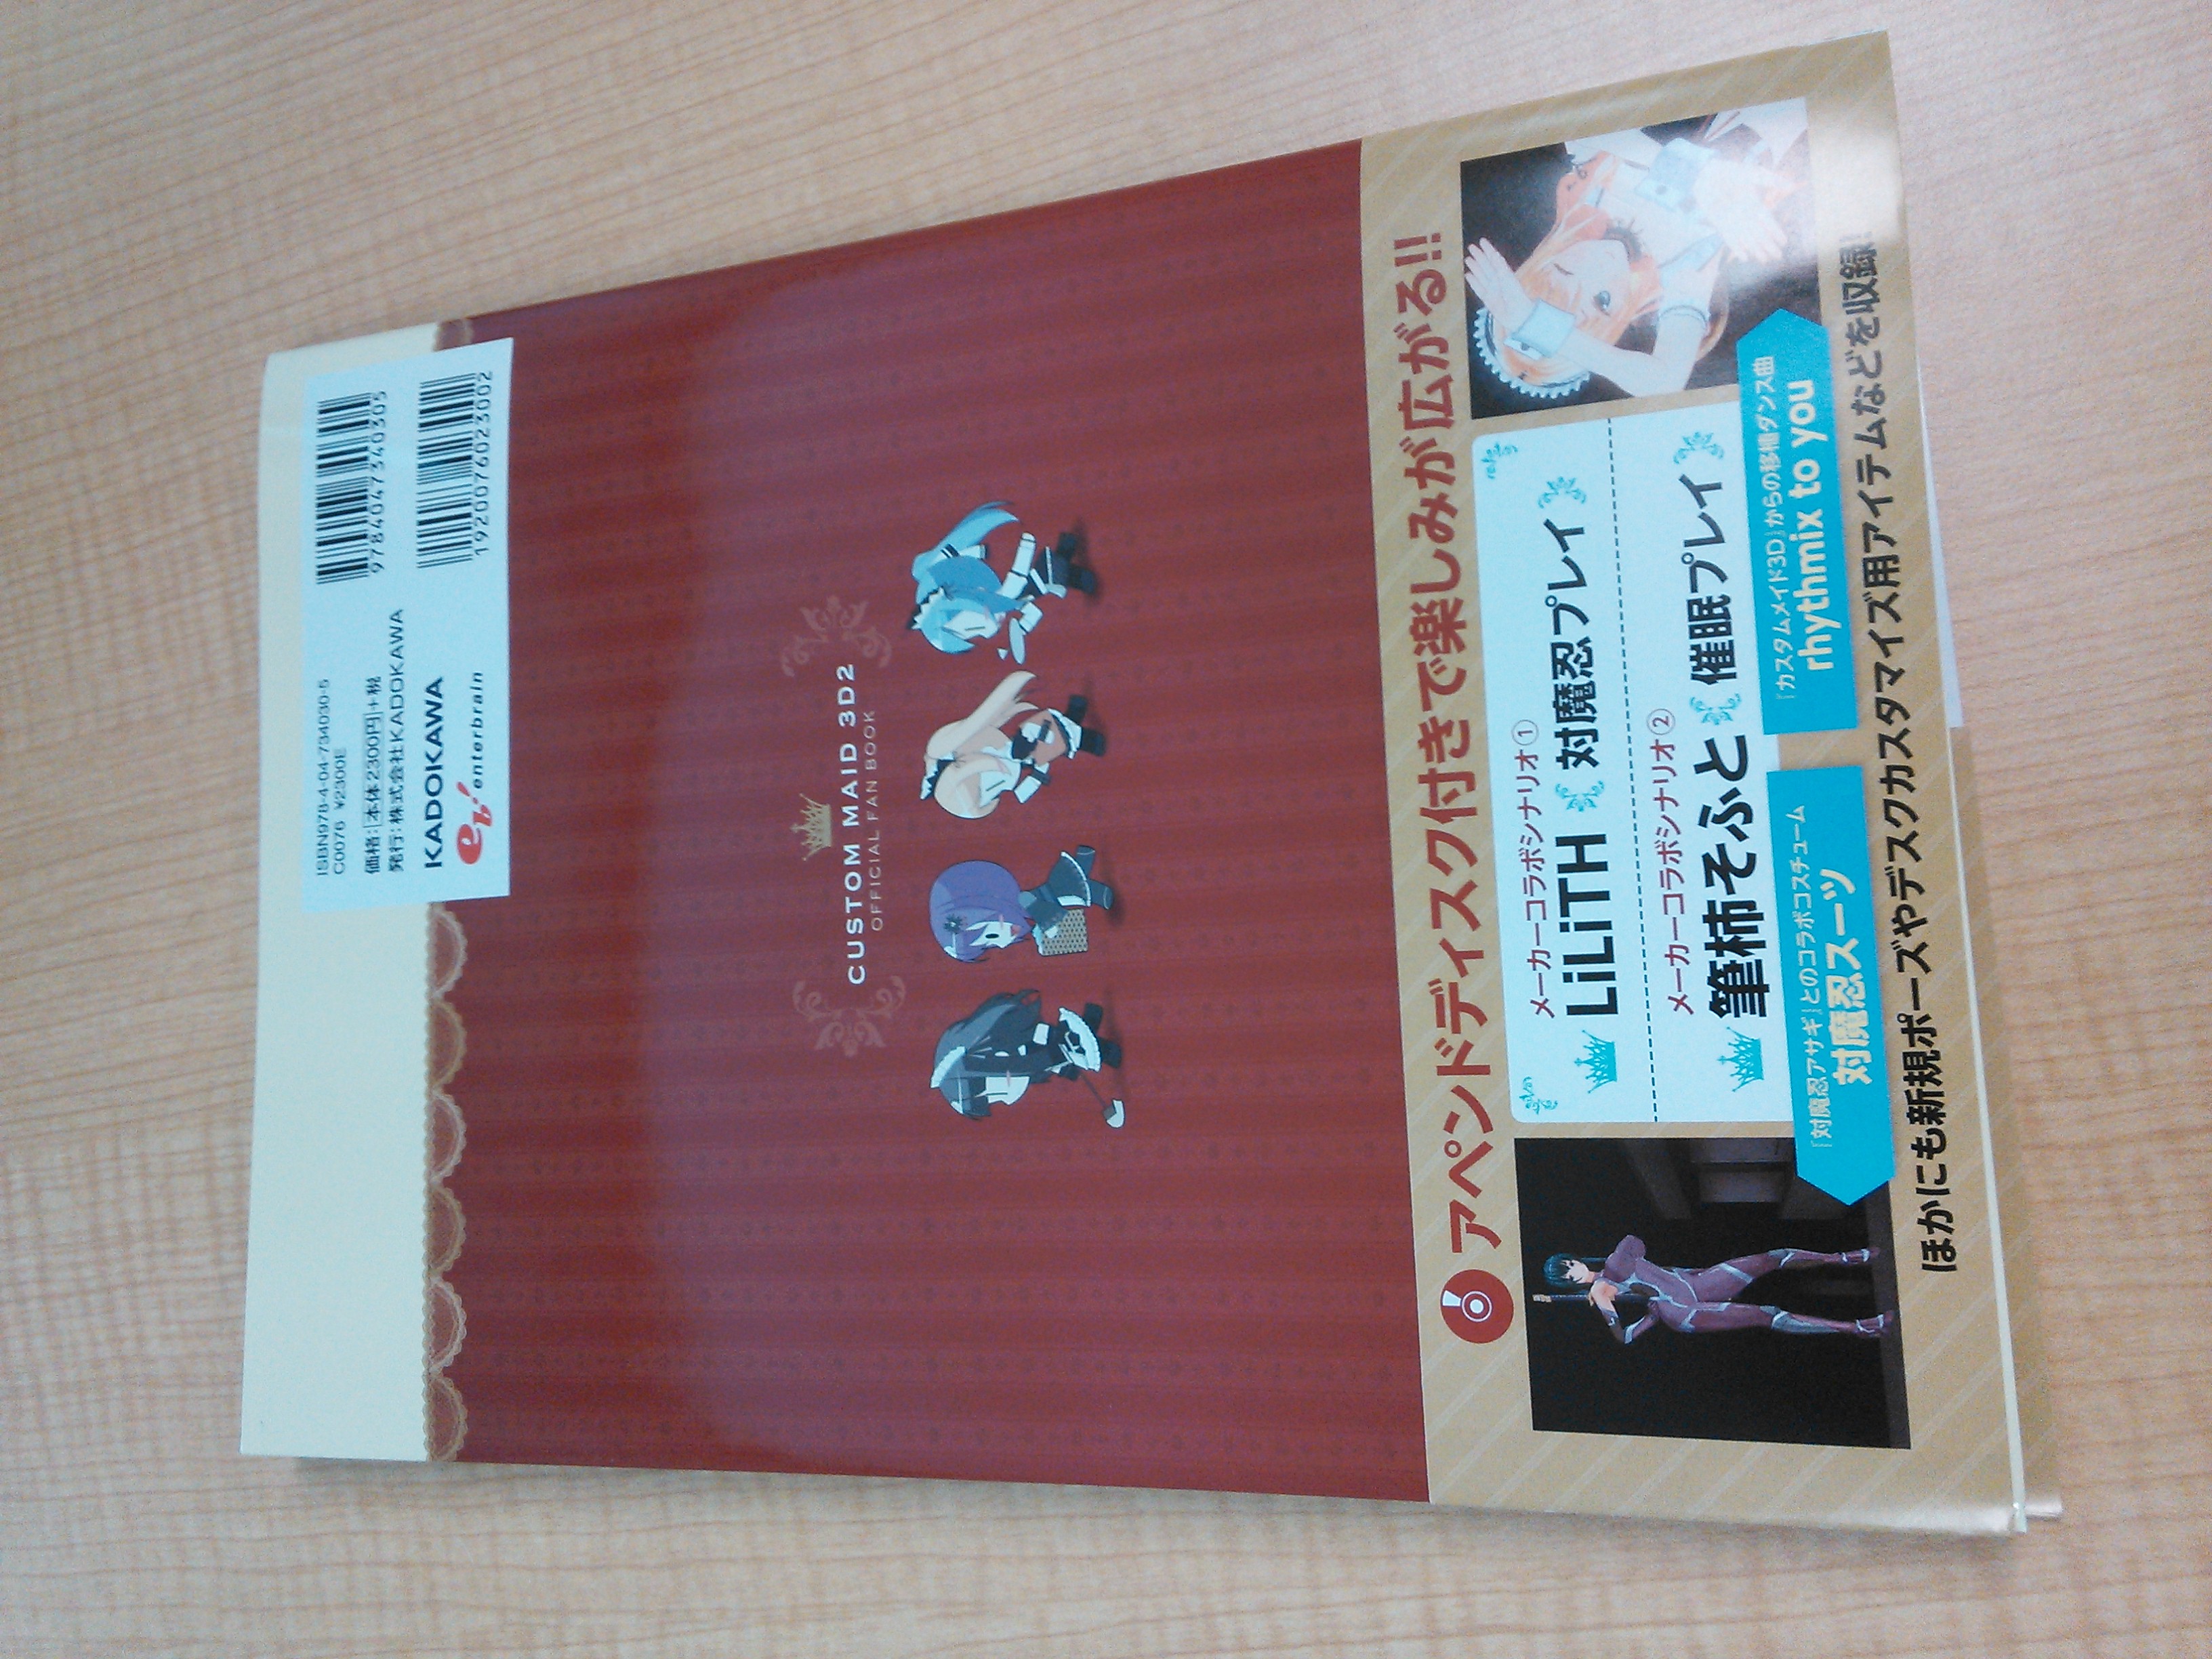 ISBN978-4-04-734030-5
C0076 ¥2300E
価格：本体2300円+税
発行：株式会社KADOKAWA
KADOKAWA
eb! enterbrain
9784047340305
1920076023002
CUSTOM MAID 3D2
OFFICIAL FAN BOOK
アペンドディスク付きで楽しみが広がる!!
メーカーコラボシナリオ①
LiLiTH 対魔忍プレイ
メーカーコラボシナリオ②
筆柿そふと 催眠プレイ
『対魔忍アサギ』とのコラボコスチューム
対魔忍スーツ
『カスタムメイド3D』からの移植ダンス曲
rhythmix to you
ほかにも新規ポーズやデスクカスタマイズ用アイテムなどを収録!